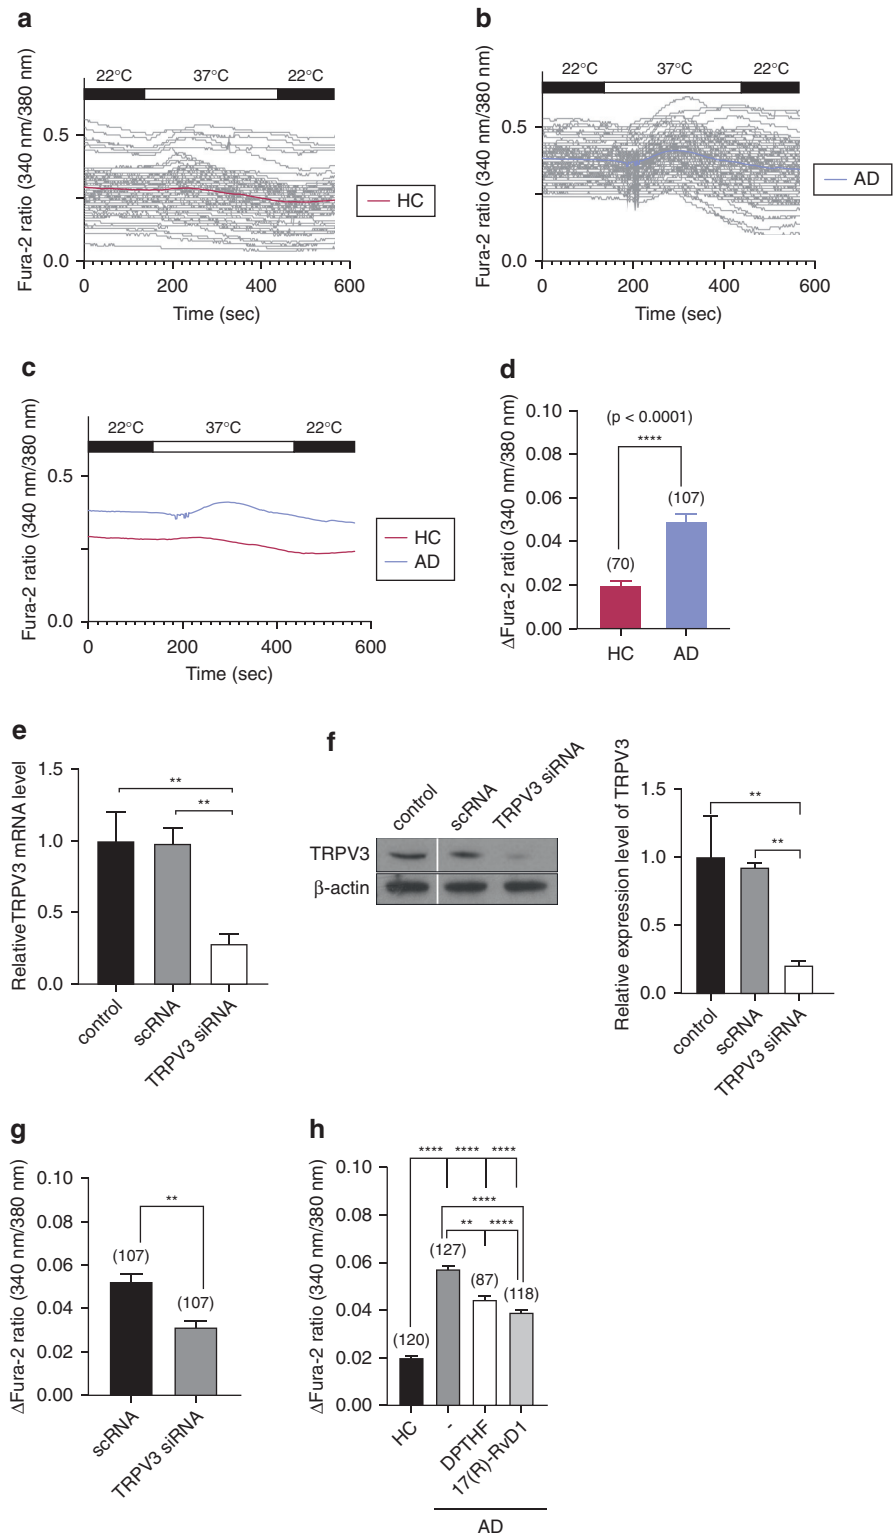 a
22°C 37°C 22°C
Fura-2 ratio (340 nm/380 nm)
0.5
0.0
0 200 400 600
Time (sec)
HC
b
22°C 37°C 22°C
Fura-2 ratio (340 nm/380 nm)
0.5
0.0
0 200 400 600
Time (sec)
AD
c
22°C 37°C 22°C
Fura-2 ratio (340 nm/380 nm)
0.5
0.0
0 200 400 600
Time (sec)
HC
AD
d
ΔFura-2 ratio (340 nm/380 nm)
0.10
0.08
0.06
0.04
0.02
0.00
(p < 0.0001)
****
(107)
(70)
HC AD
e
RelativeTRPV3 mRNA level
1.5
1.0
0.5
0.0
**
**
control
scRNA
TRPV3 siRNA
f
control
scRNA
TRPV3 siRNA
TRPV3
β-actin
Relative expression level of TRPV3
1.5
1.0
0.5
0.0
**
**
control
scRNA
TRPV3 siRNA
g
ΔFura-2 ratio (340 nm/380 nm)
0.10
0.08
0.06
0.04
0.02
0.00
**
(107)
(107)
scRNA
TRPV3 siRNA
h
ΔFura-2 ratio (340 nm/380 nm)
0.10
0.08
0.06
0.04
0.02
0.00
**** **** ****
****
** ****
(127)
(87)
(118)
(120)
HC
-
DPTHF
17(R)-RvD1
AD